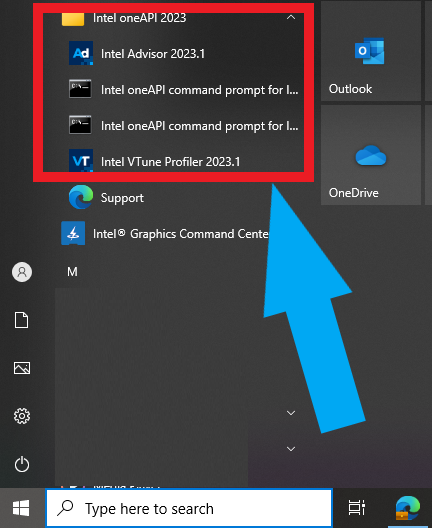 Intel oneAPI 2023
Ad
Intel Advisor 2023.1
Intel oneAPI command prompt for I...
Intel oneAPI command prompt for I...
VT
Intel VTune Profiler 2023.1
Support
Intel® Graphics Command Cente
M
Outlook
OneDrive
Type here to search